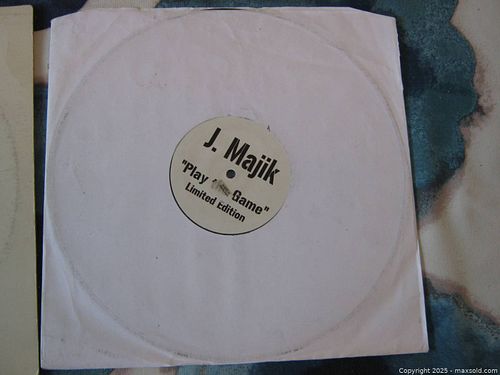 J. Majik
"Play Game"
Limited Edition
Copyright 2025 - maxsold.com